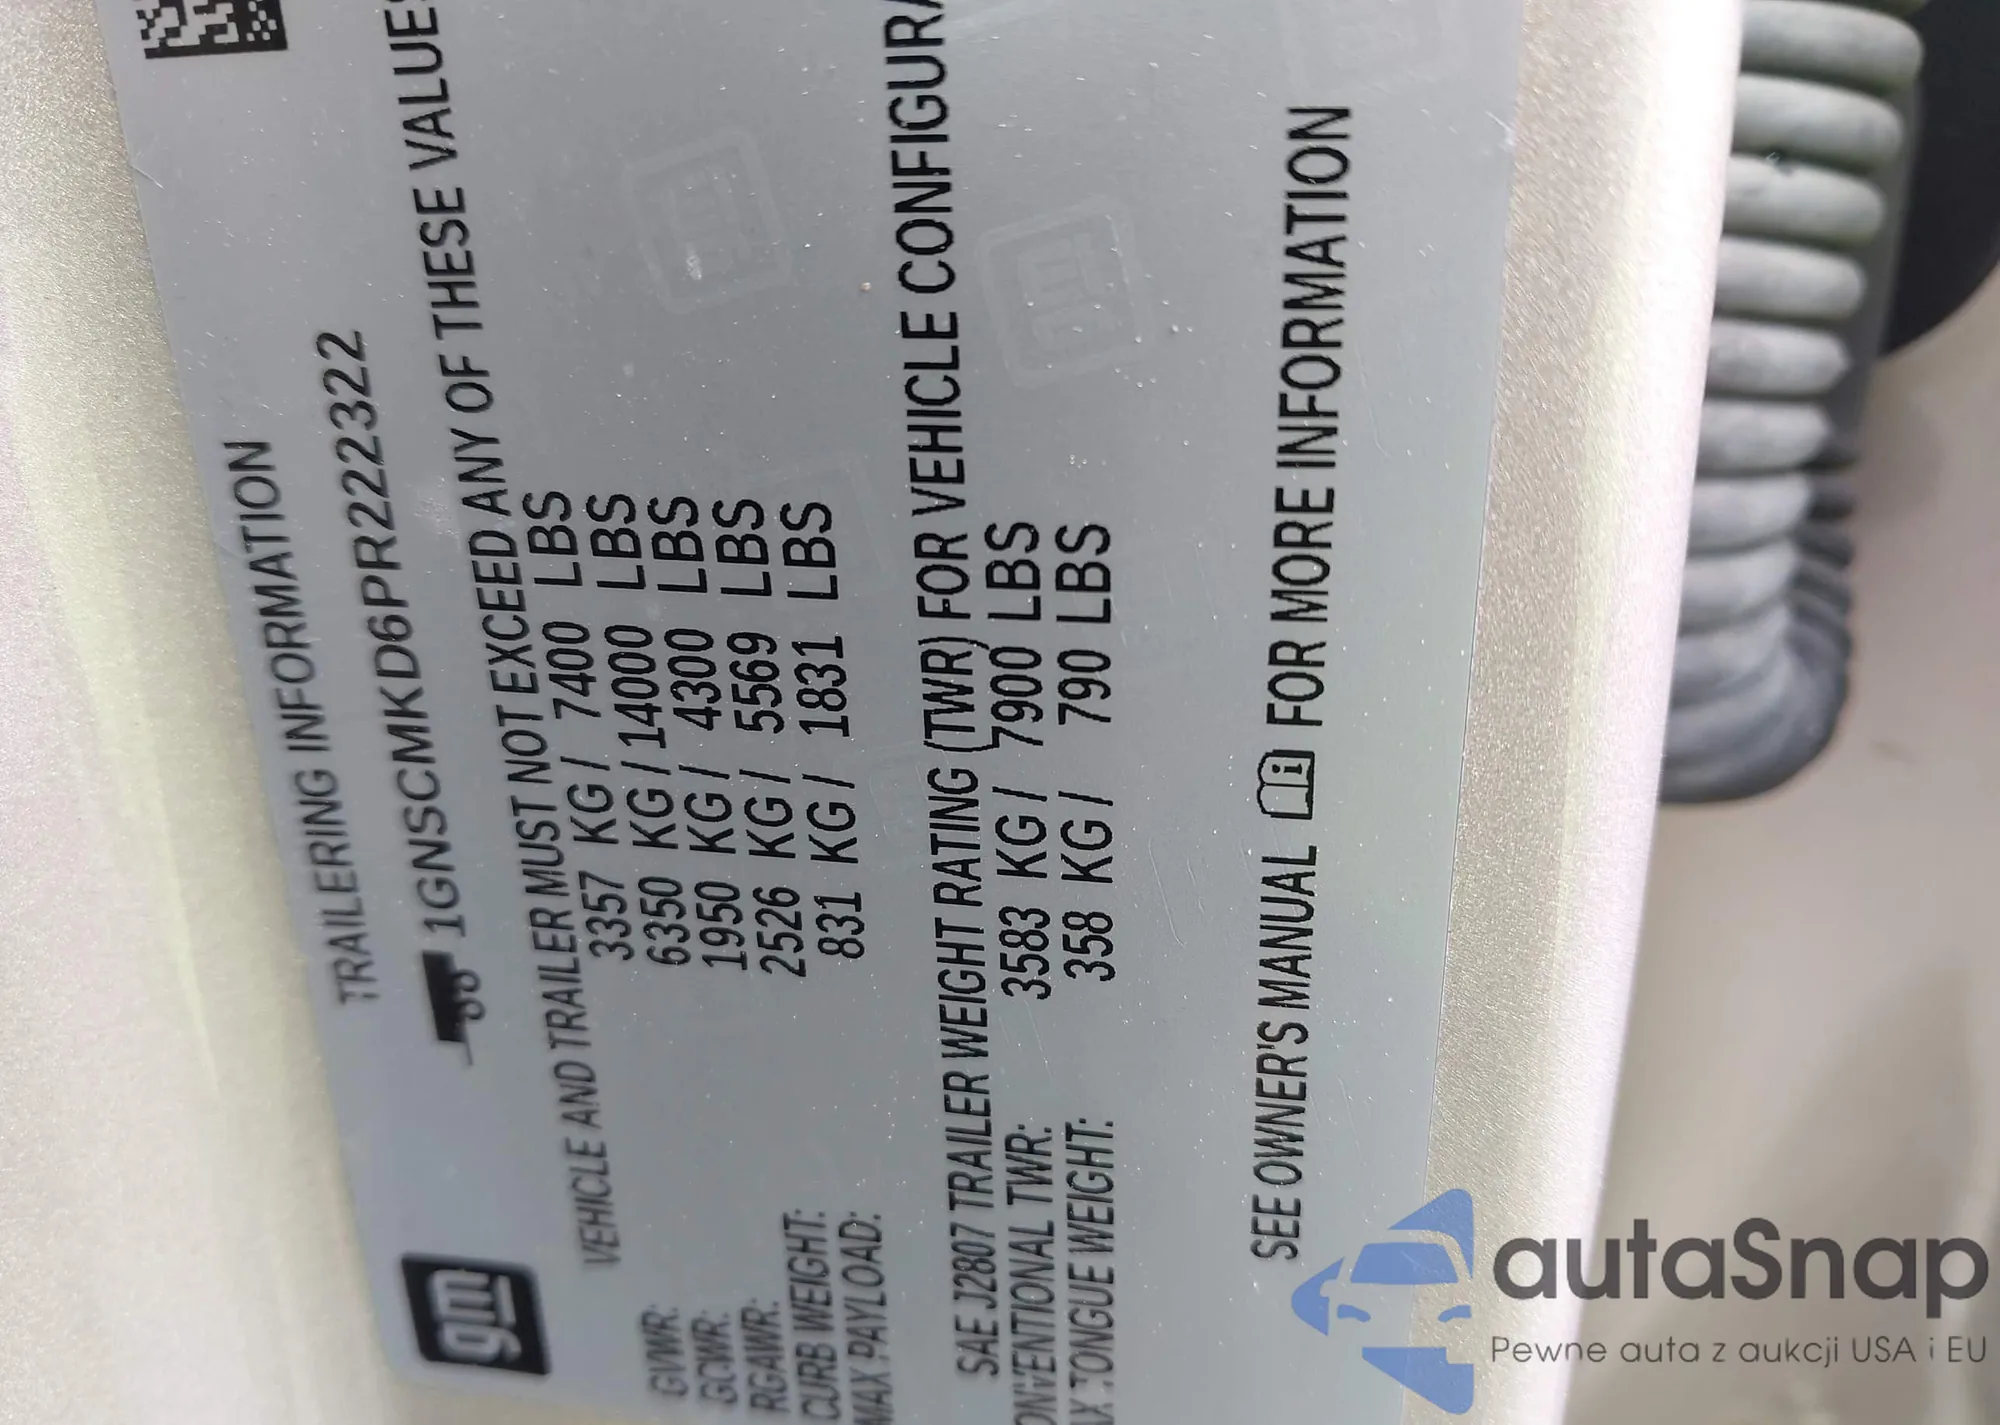 gm
TRAILERING INFORMATION
1GNSCMKD6PR222322
VEHICLE AND TRAILER MUST NOT EXCEED ANY OF THESE VALUES
GVWR: 3357 KG / 7400 LBS
GCWR: 6350 KG / 14000 LBS
RGAWR: 1950 KG / 4300 LBS
CURB WEIGHT: 2526 KG / 5569 LBS
MAX PAYLOAD: 831 KG / 1831 LBS
SAE J2807 TRAILER WEIGHT RATING (TWR) FOR VEHICLE CONFIGURA
ONVENTIONAL TWR: 3583 KG / 7900 LBS
AX TONGUE WEIGHT: 358 KG / 790 LBS
SEE OWNER'S MANUAL FOR MORE INFORMATION
autaSnap
Pewne auta z aukcji USA i EU